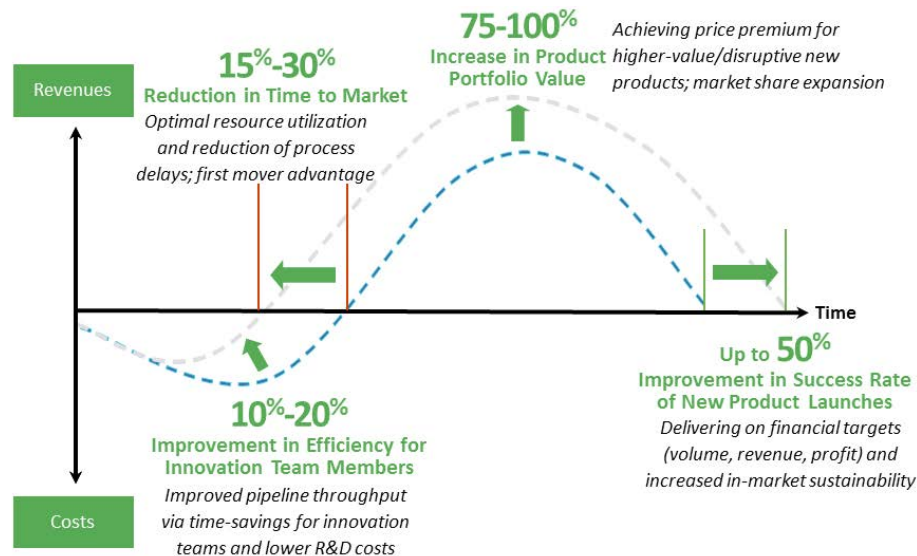 Revenues
15%-30%
Reduction in Time to Market
Optimal resource utilization
and reduction of process
delays; first mover advantage
75-100%
Increase in Product
Portfolio Value
Achieving price premium for
higher-value/disruptive new
products; market share expansion
Time
10%-20%
Improvement in Efficiency for
Innovation Team Members
Improved pipeline throughput
via time-savings for innovation
teams and lower R&D costs
Up to 50%
Improvement in Success Rate
of New Product Launches
Delivering on financial targets
(volume, revenue, profit) and
increased in-market sustainability
Costs